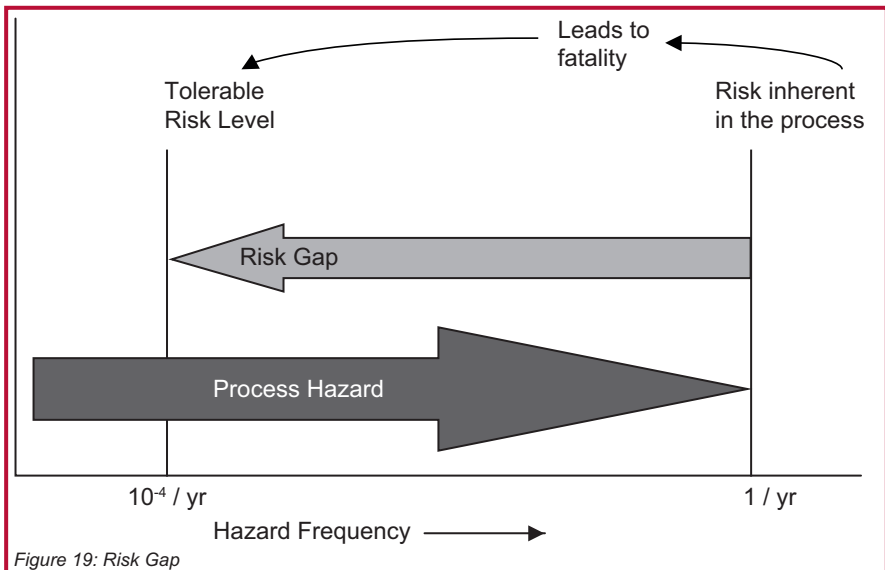 Leads to
fatality
Tolerable
Risk Level
Risk inherent
in the process
Risk Gap
Process Hazard
10⁻⁴ / yr
1 / yr
Hazard Frequency
Figure 19: Risk Gap